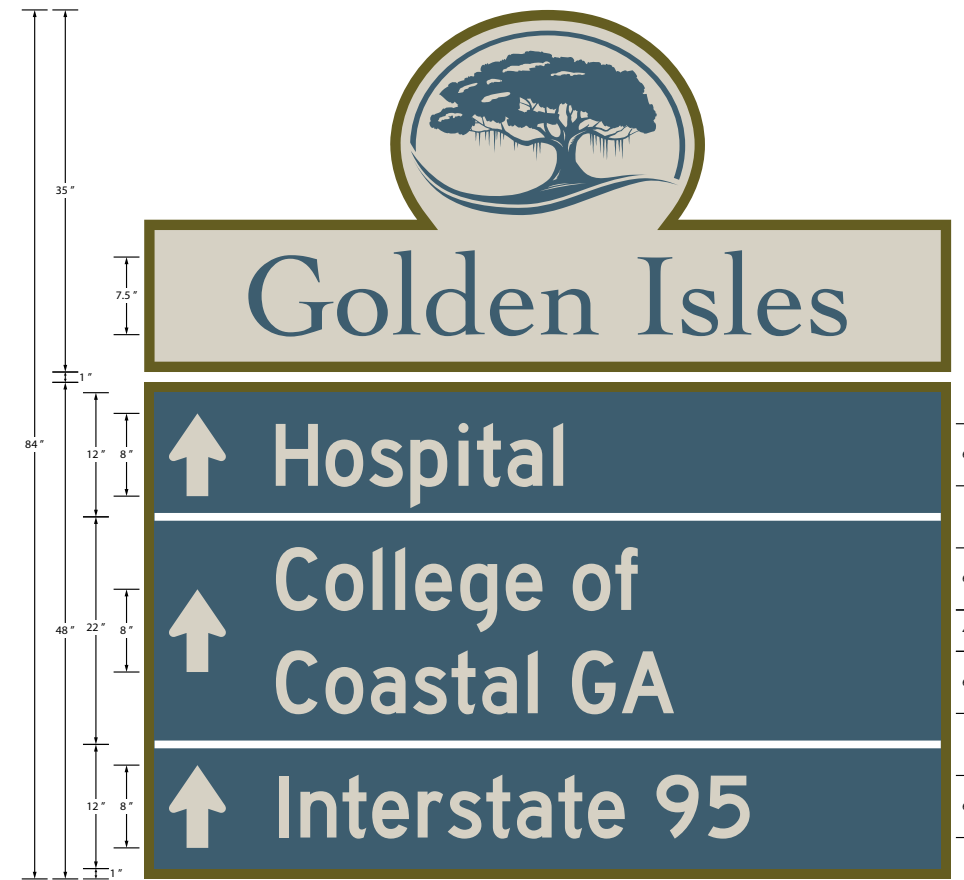 35 "
Golden Isles
7.5 "
1 "
84 "
48 "
12 "
8 "
Hospital
22 "
8 "
College of
Coastal GA
12 "
8 "
Interstate 95
1 "